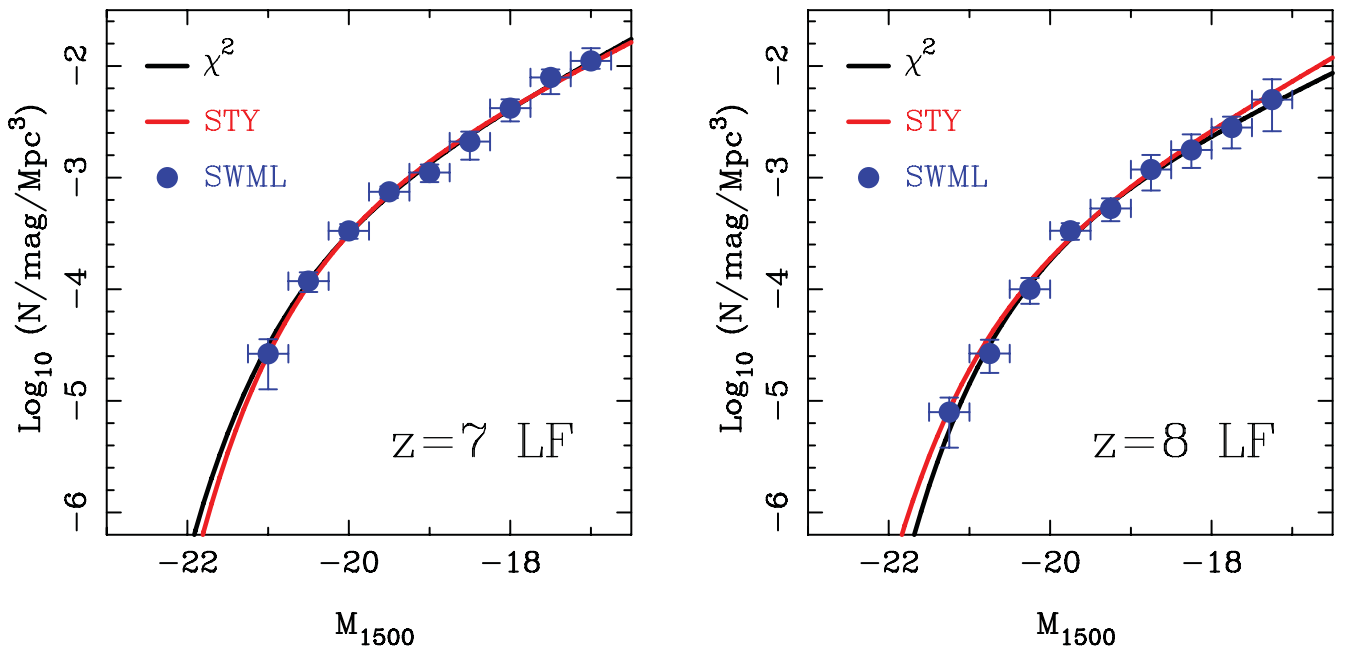 χ²
STY
SWML
z=7 LF
-2
-3
-4
-5
-6
Log₁₀ (N/mag/Mpc³)
-22
-20
-18
M₁₅₀₀
χ²
STY
SWML
z=8 LF
-2
-3
-4
-5
-6
Log₁₀ (N/mag/Mpc³)
-22
-20
-18
M₁₅₀₀